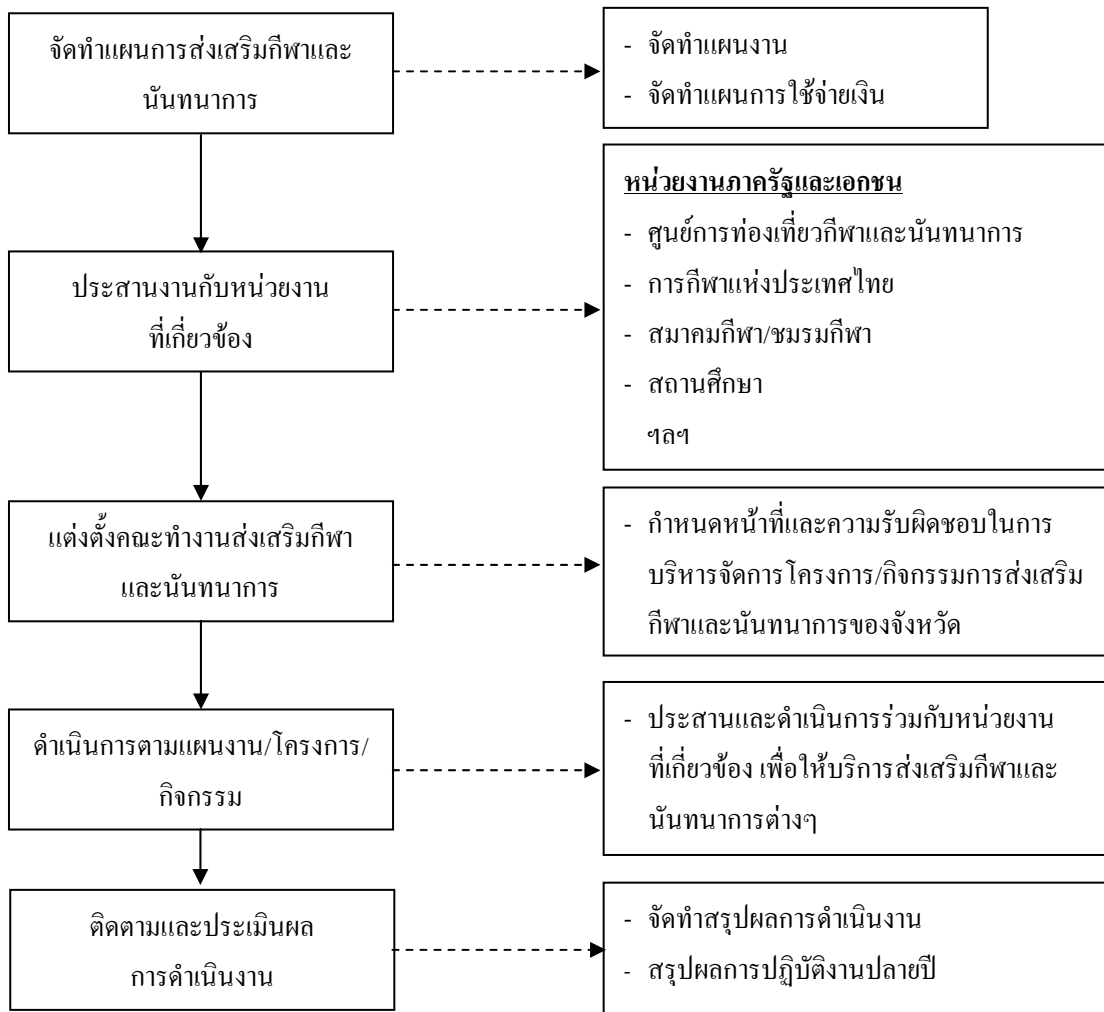 จัดทำแผนการส่งเสริมกีฬาและ
นันทนาการ
- จัดทำแผนงาน
- จัดทำแผนการใช้จ่ายเงิน
ประสานงานกับหน่วยงาน
ที่เกี่ยวข้อง
หน่วยงานภาครัฐและเอกชน
- ศูนย์การท่องเที่ยวกีฬาและนันทนาการ
- การกีฬาแห่งประเทศไทย
- สมาคมกีฬา/ชมรมกีฬา
- สถานศึกษา
ฯลฯ
แต่งตั้งคณะทำงานส่งเสริมกีฬา
และนันทนาการ
- กำหนดหน้าที่และความรับผิดชอบในการ
บริหารจัดการโครงการ/กิจกรรมการส่งเสริม
กีฬาและนันทนาการของจังหวัด
ดำเนินการตามแผนงาน/โครงการ/
กิจกรรม
- ประสานและดำเนินการร่วมกับหน่วยงาน
ที่เกี่ยวข้อง เพื่อให้บริการส่งเสริมกีฬาและ
นันทนาการต่างๆ
ติดตามและประเมินผล
การดำเนินงาน
- จัดทำสรุปผลการดำเนินงาน
- สรุปผลการปฏิบัติงานปลายปี